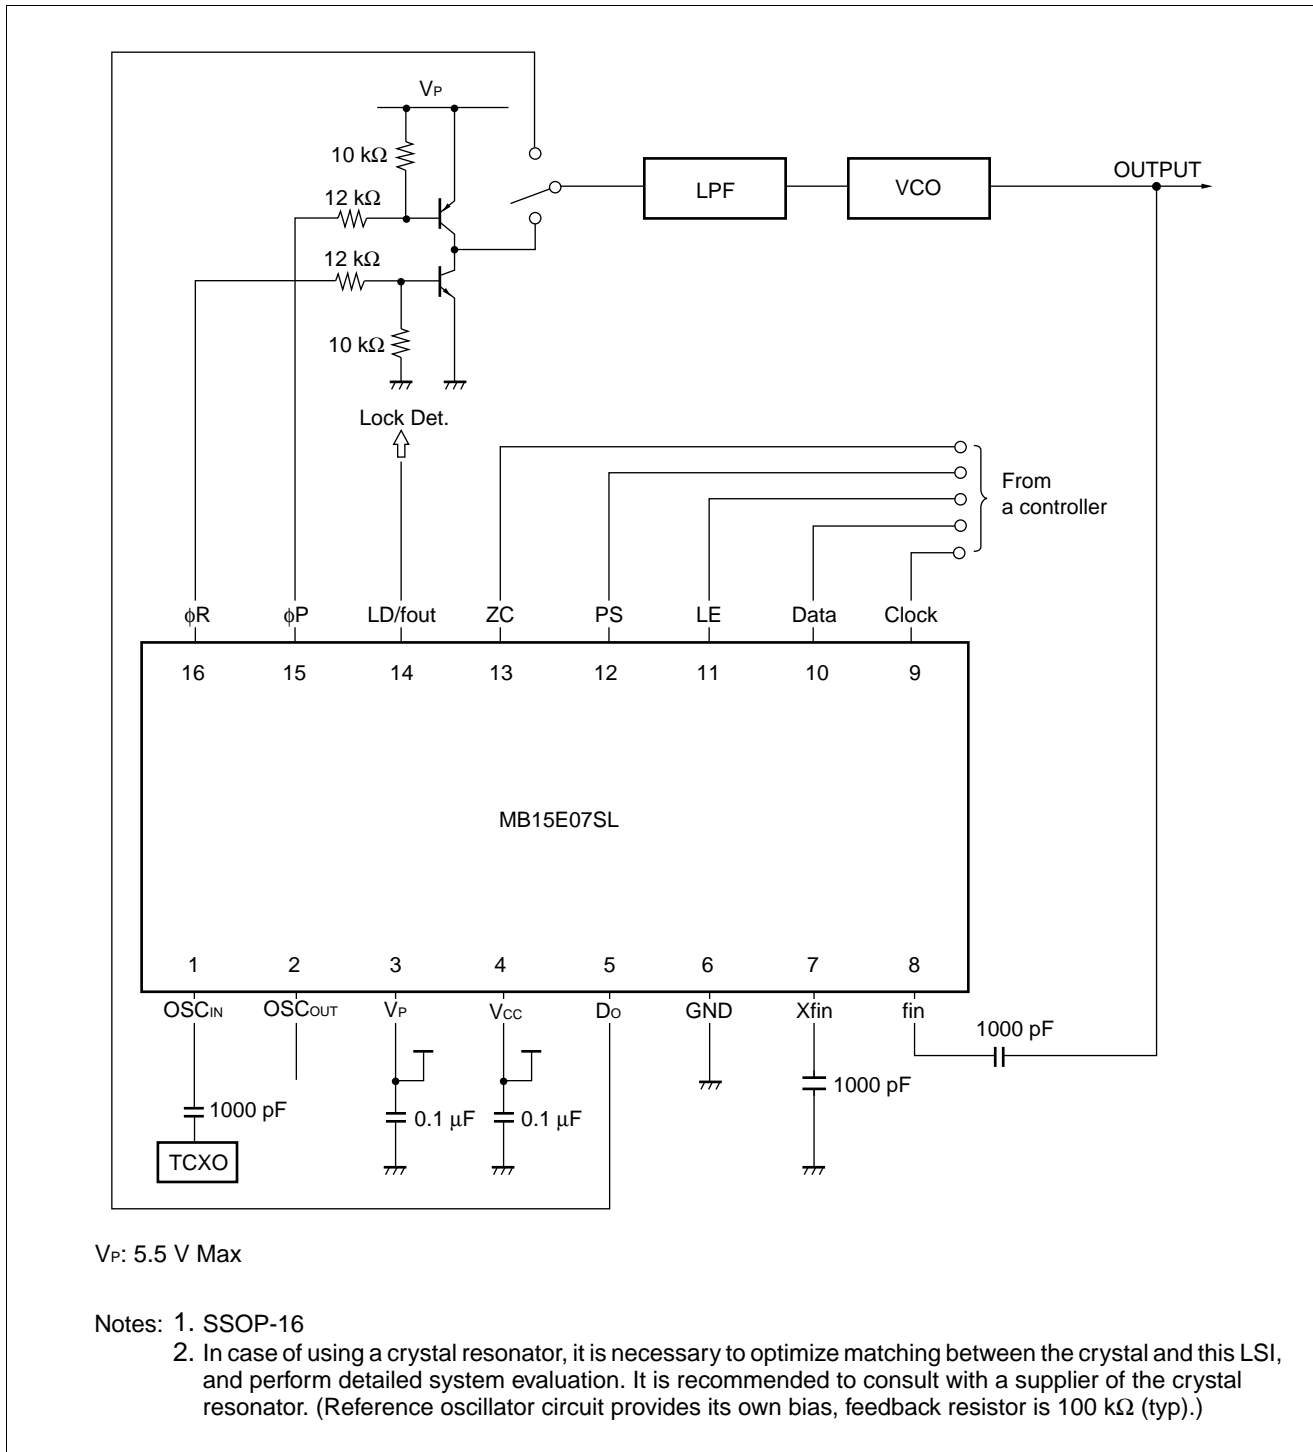 VP
10 kΩ
12 kΩ
12 kΩ
10 kΩ
LPF
VCO
OUTPUT
Lock Det.
From
a controller
ϕR ϕP LD/fout ZC PS LE Data Clock
16 15 14 13 12 11 10 9
MB15E07SL
1 2 3 4 5 6 7 8
OSCIN OSCOUT VP VCC DO GND Xfin fin
1000 pF
1000 pF
1000 pF
0.1 µF
0.1 µF
TCXO
VP: 5.5 V Max
Notes: 1. SSOP-16
2. In case of using a crystal resonator, it is necessary to optimize matching between the crystal and this LSI,
and perform detailed system evaluation. It is recommended to consult with a supplier of the crystal
resonator. (Reference oscillator circuit provides its own bias, feedback resistor is 100 kΩ (typ).)